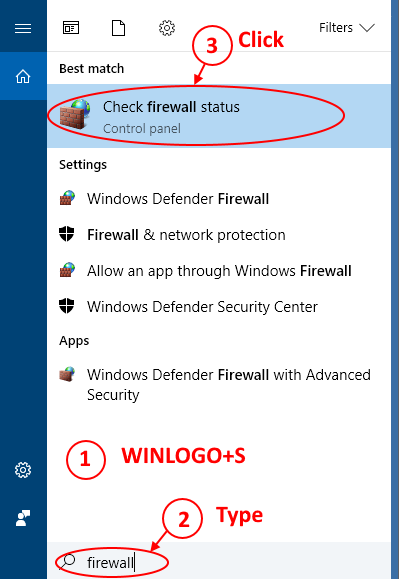 Filters
3 Click
Best match
Check firewall status
Control panel
Settings
Windows Defender Firewall
Firewall & network protection
Allow an app through Windows Firewall
Windows Defender Security Center
Apps
Windows Defender Firewall with Advanced
Security
1 WINLOGO+S
2 Type
firewall